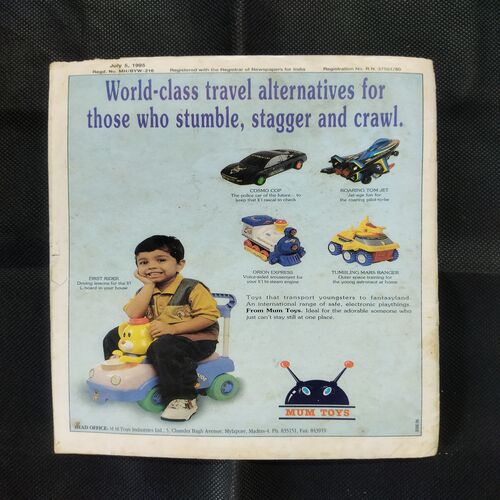 July 5, 1995
Regd. No. MH/BYW-216 Registered with the Registrar of Newspapers for India Registration No. R.N.
World-class travel alternatives for
those who stumble, stagger and crawl.
COSMO COP
The police car of the future... to
keep that li'l rascal in check
ROARING TOM JET
Jet-age fun for
the roaring pilot-to-be
ORION EXPRESS
Voice-aided amusement for
your li'l steam engine
TUMBLING MARS RANGER
Outer space training for
the young astronaut at home
FIRST RIDER
Driving lessons for the li'l
L-board in your house
Toys that transport youngsters to fantasyland.
An international range of safe, electronic playthings.
From Mum Toys. Ideal for the adorable someone who
just can't stay still at one place.
MUM TOYS
HEAD OFFICE: M.M.Toys Industries Ltd., 5, Chandra Bagh Avenue, Mylapore, Madras-4. Ph. 835151, Fax: 843973